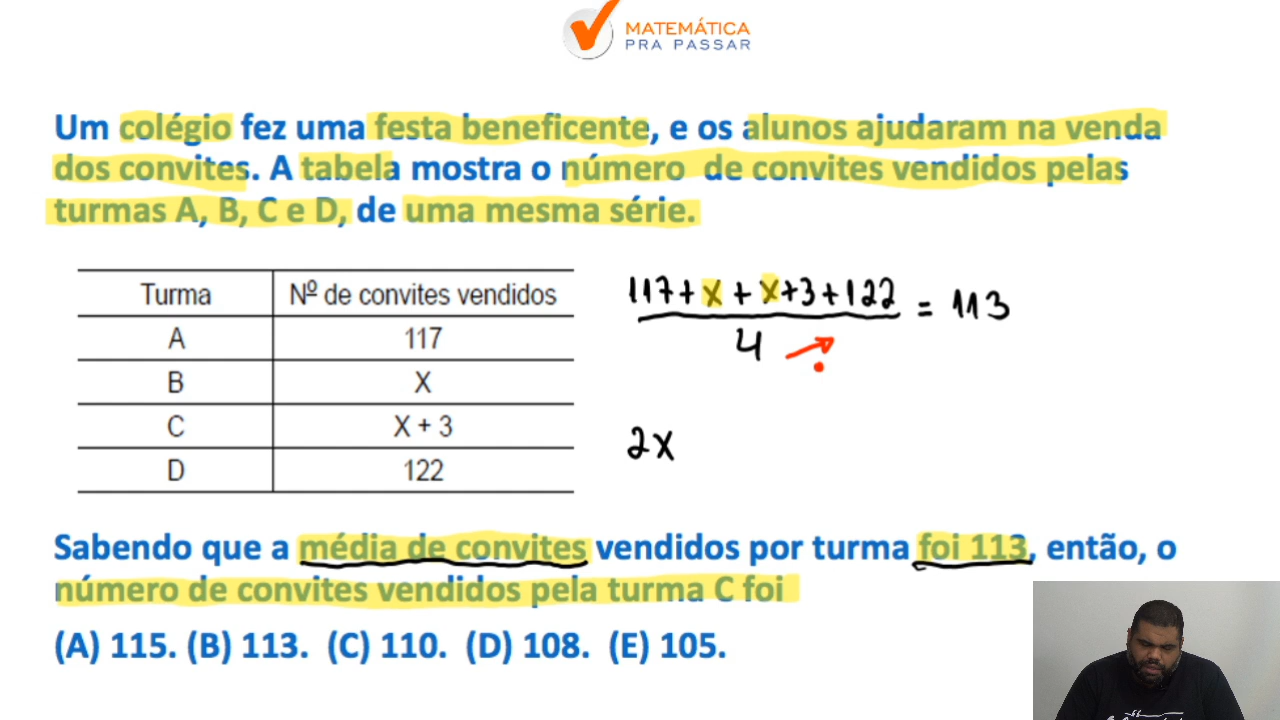 MATEMÁTICA
PRA PASSAR
Um colégio fez uma festa beneficente, e os alunos ajudaram na venda
dos convites. A tabela mostra o número de convites vendidos pelas
turmas A, B, C e D, de uma mesma série.
Turma Nº de convites vendidos
A 117
B X
C X + 3
D 122
117+x+x+3+122 = 113
4
2x
Sabendo que a média de convites vendidos por turma foi 113, então, o
número de convites vendidos pela turma C foi
(A) 115. (B) 113. (C) 110. (D) 108. (E) 105.